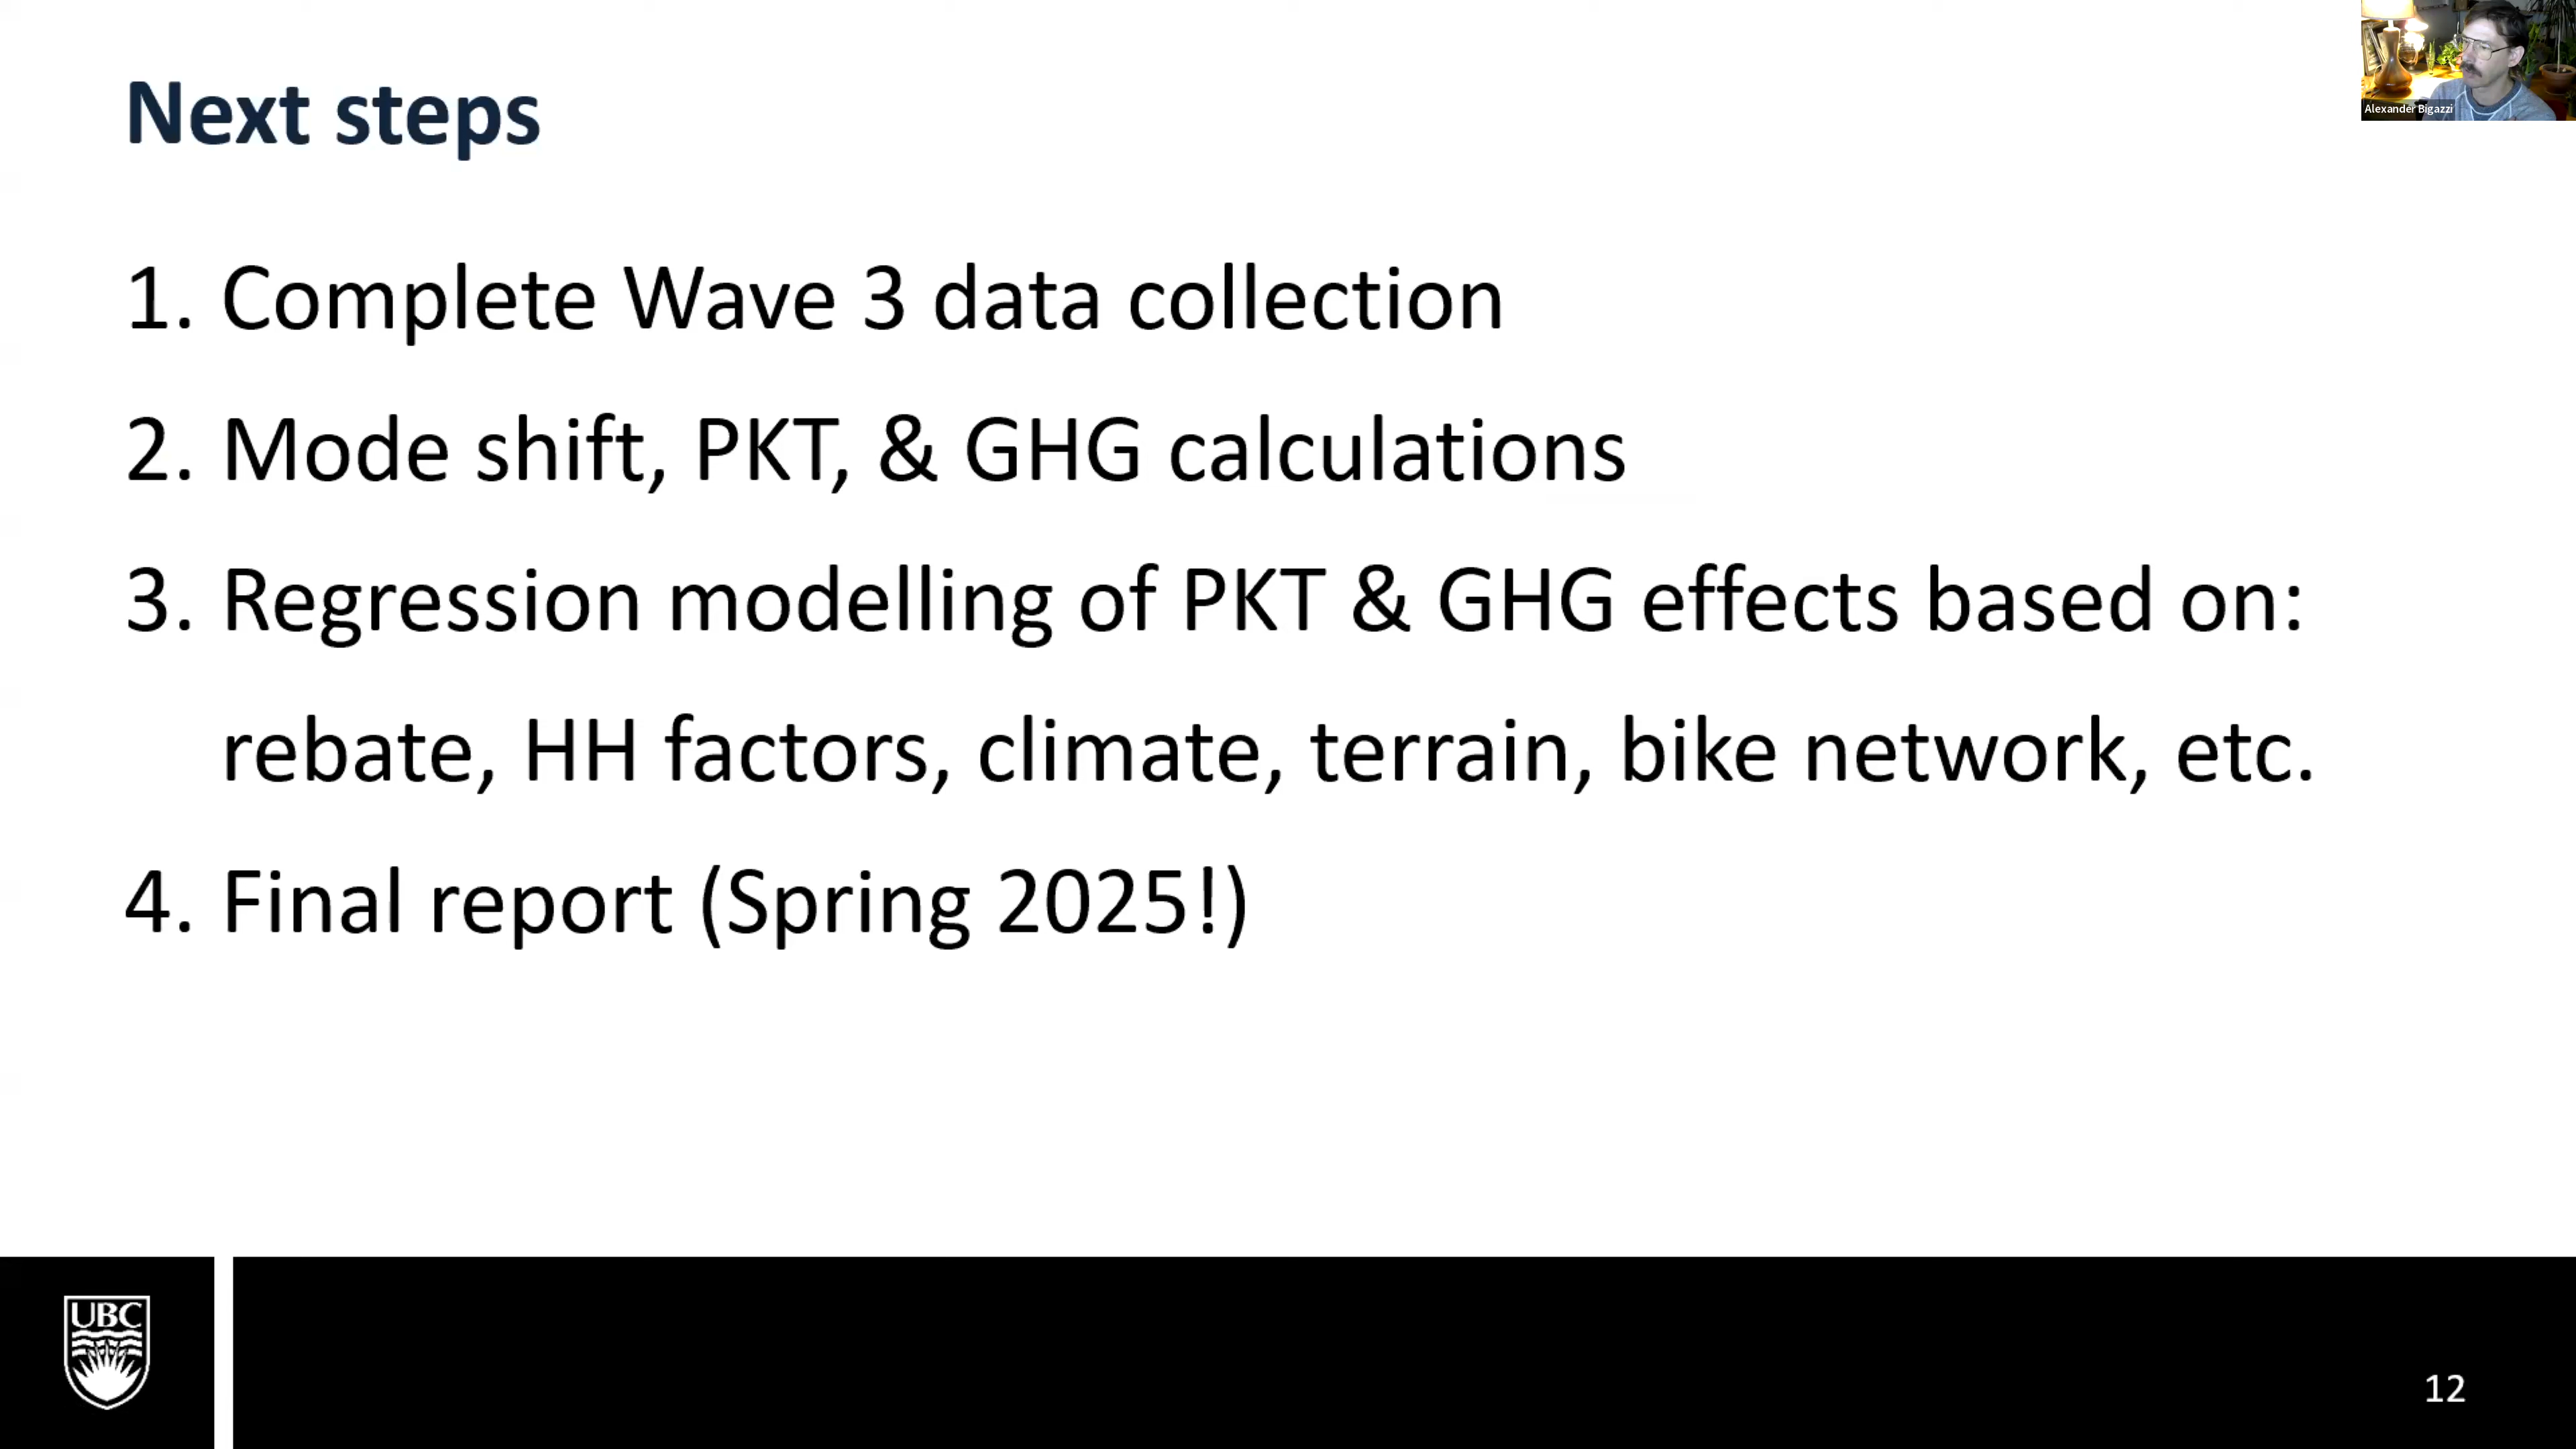 Alexander Bigazzi
Next steps
1. Complete Wave 3 data collection
2. Mode shift, PKT, & GHG calculations
3. Regression modelling of PKT & GHG effects based on:
rebate, HH factors, climate, terrain, bike network, etc.
4. Final report (Spring 2025!)
UBC
12